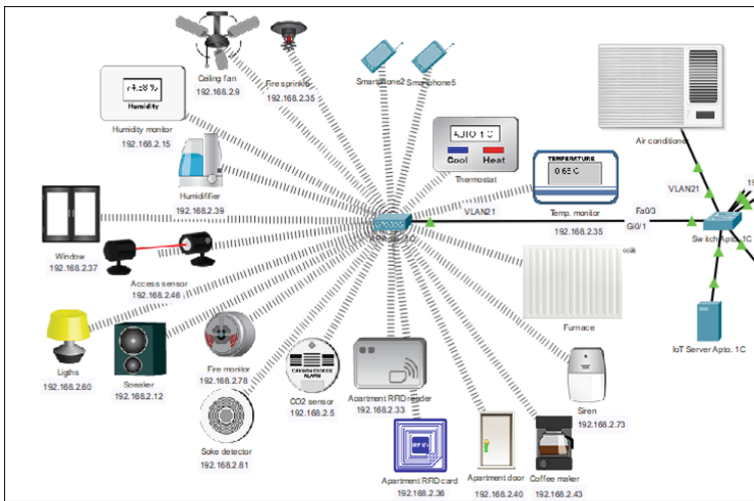 Ceiling fan
192.168.2.9
Fire sprinkle
192.168.2.35
Smartphone2
Smartphone5
Humidity
Humidity monitor
192.168.2.15
Humidififier
192.168.2.39
AUTO
Cool
Heat
Thermostat
TEMPERATURE
Temp. monitor
192.168.2.35
Air conditione
VLAN21
VLAN21
Fa0/3
Gi0/1
Switch Apto. 1C
Window
192.168.2.37
Access sensor
192.168.2.46
Furnace
IoT Server Apto. 1C
Ligths
192.168.2.60
Speaker
192.168.2.12
Fire monitor
192.168.2.76
CO2 sensor
192.168.2.5
Apartment RFID reader
192.168.2.33
Siren
192.168.2.73
Soke detector
192.168.2.81
Apartment RFID card
192.168.2.36
Apartment door
192.168.2.40
Coffee maker
192.168.2.43